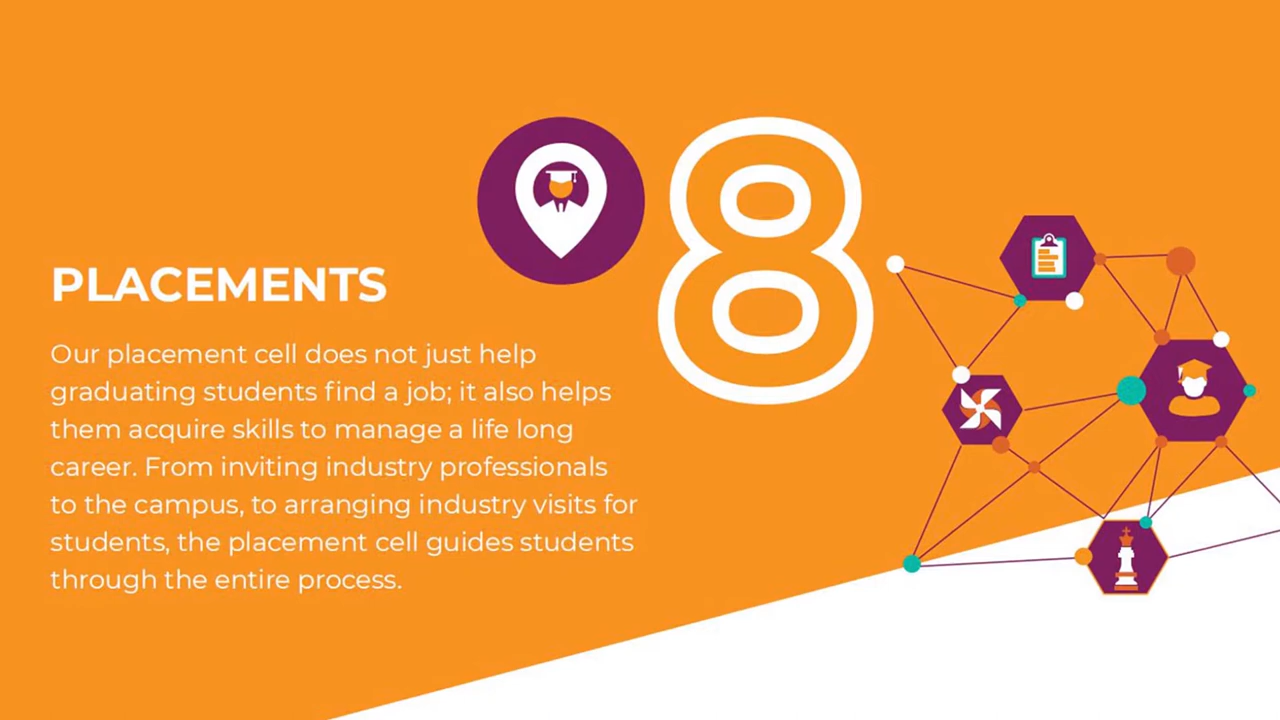 8
PLACEMENTS
Our placement cell does not just help
graduating students find a job; it also helps
them acquire skills to manage a life long
career. From inviting industry professionals
to the campus, to arranging industry visits for
students, the placement cell guides students
through the entire process.